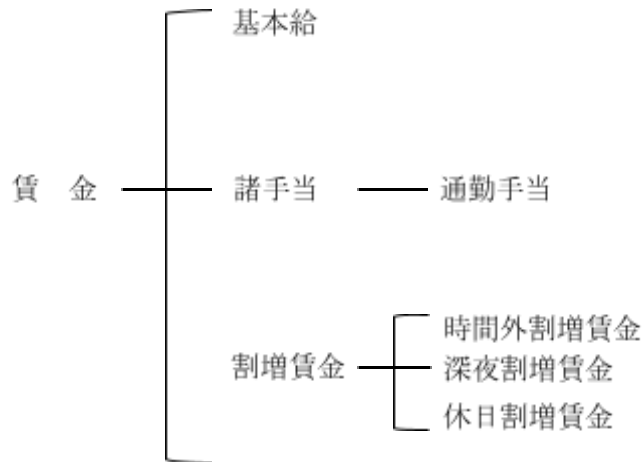 基本給
賃　金
諸手当
通勤手当
割増賃金
時間外割増賃金
深夜割増賃金
休日割増賃金